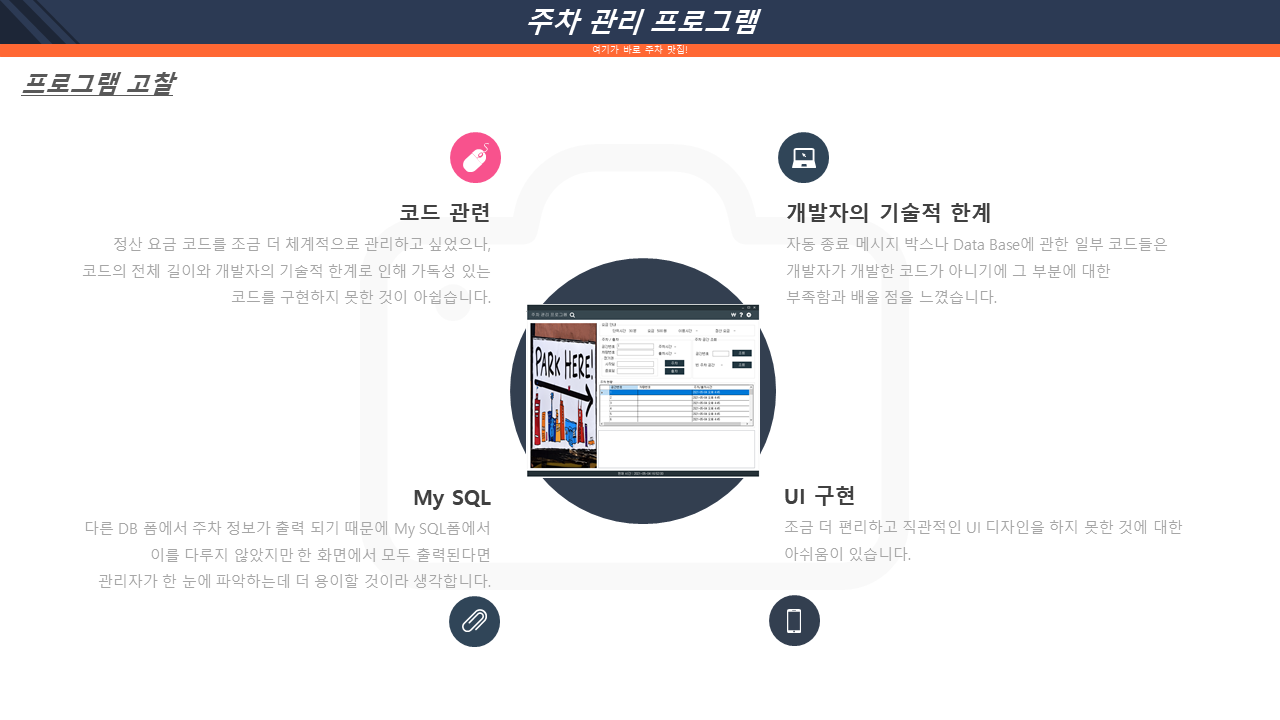 주차 관리 프로그램
여기가 바로 주차 맛집!
프로그램 고찰
코드 관련
정산 요금 코드를 조금 더 체계적으로 관리하고 싶었으나,
코드의 전체 길이와 개발자의 기술적 한계로 인해 가독성 있는
코드를 구현하지 못한 것이 아쉽습니다.
개발자의 기술적 한계
자동 종료 메시지 박스나 Data Base에 관한 일부 코드들은
개발자가 개발한 코드가 아니기에 그 부분에 대한
부족함과 배울 점을 느꼈습니다.
주차 관리 프로그램
PARK HERE!
My SQL
다른 DB 폼에서 주차 정보가 출력 되기 때문에 My SQL폼에서
이를 다루지 않았지만 한 화면에서 모두 출력된다면
관리자가 한 눈에 파악하는데 더 용이할 것이라 생각합니다.
UI 구현
조금 더 편리하고 직관적인 UI 디자인을 하지 못한 것에 대한
아쉬움이 있습니다.